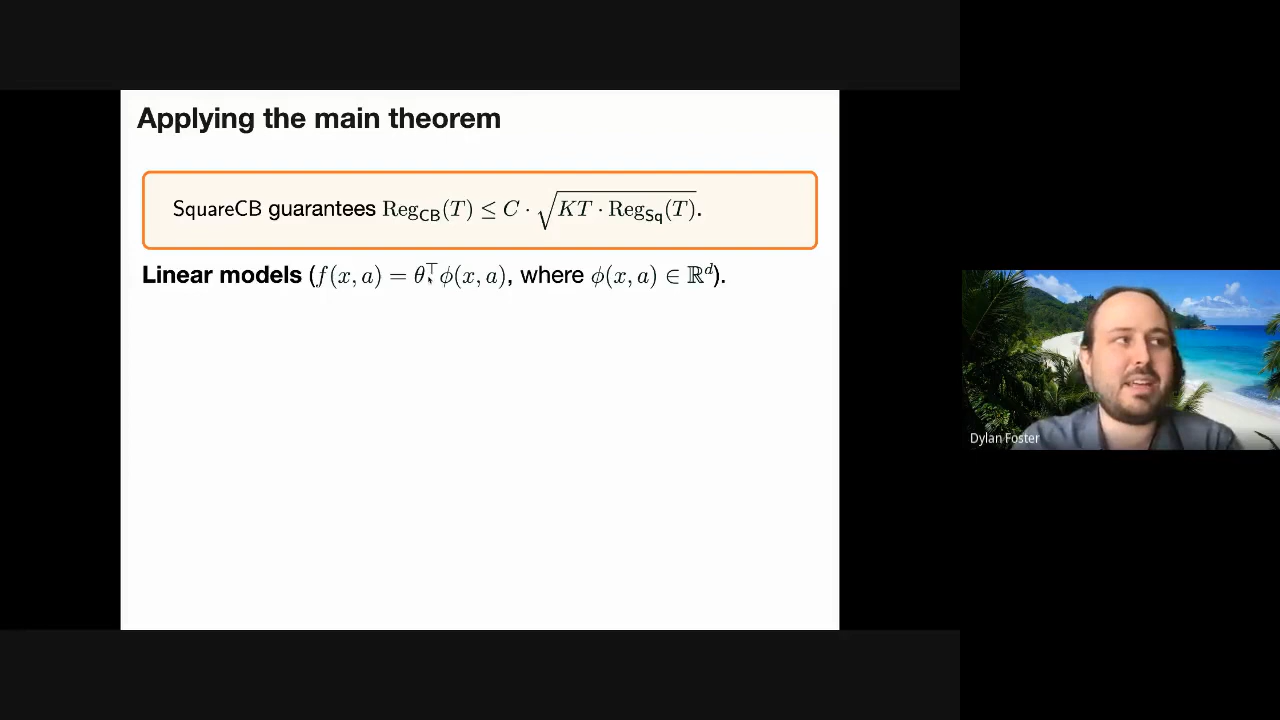 Applying the main theorem
SquareCB guarantees Reg_CB(T) ≤ C · √(KT · Reg_Sq(T)).
Linear models (f(x, a) = θ^⊤ϕ(x, a), where ϕ(x, a) ∈ ℝ^d).
Dylan Foster